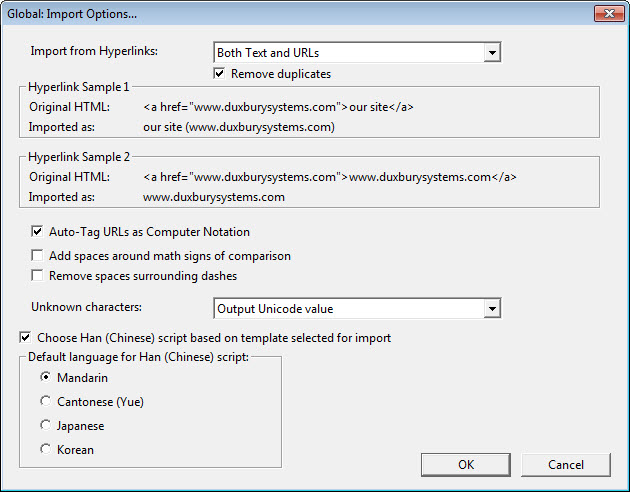 Global: Import Options...
Import from Hyperlinks: Both Text and URLs
Remove duplicates
Hyperlink Sample 1
Original HTML: <a href="www.duxburysystems.com">our site</a>
Imported as: our site (www.duxburysystems.com)
Hyperlink Sample 2
Original HTML: <a href="www.duxburysystems.com">www.duxburysystems.com</a>
Imported as: www.duxburysystems.com
Auto-Tag URLs as Computer Notation
Add spaces around math signs of comparison
Remove spaces surrounding dashes
Unknown characters: Output Unicode value
Choose Han (Chinese) script based on template selected for import
Default language for Han (Chinese) script:
Mandarin
Cantonese (Yue)
Japanese
Korean
OK Cancel